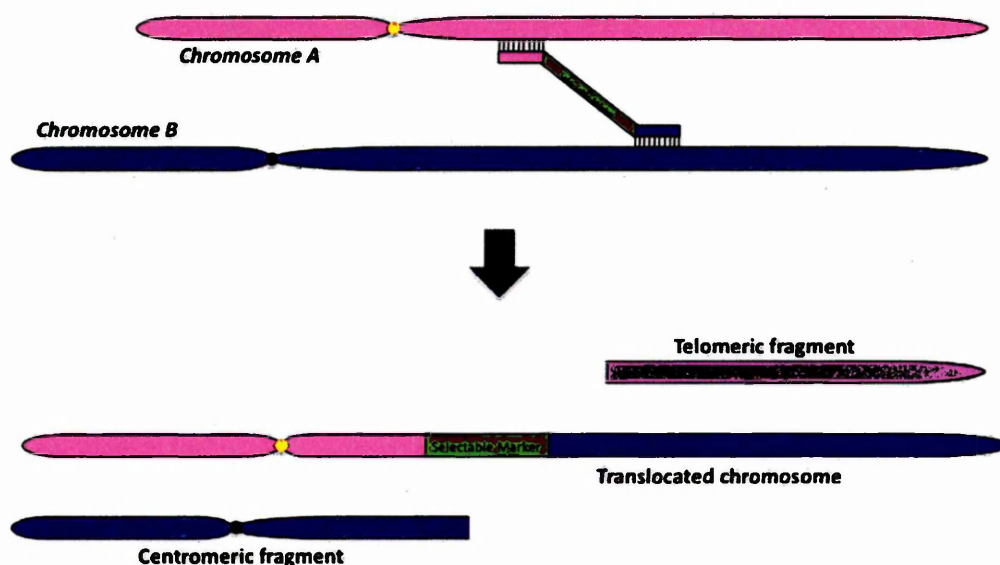 Chromosome A
Chromosome B
Telomeric fragment
Selectable Marker
Translocated chromosome
Centromeric fragment